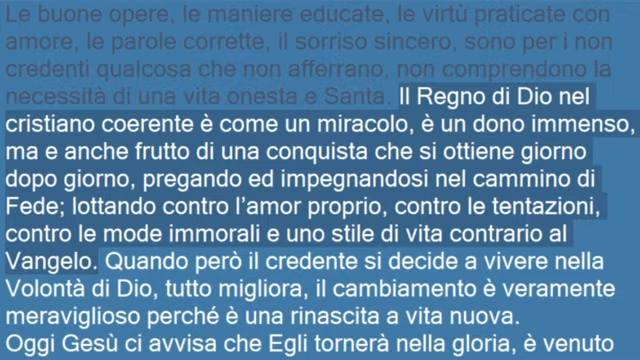 Le buone opere, le maniere educate, le virtù praticate con
amore, le parole corrette, il sorriso sincero, sono per i non
credenti qualcosa che non afferrano, non comprendono la
necessità di una vita onesta e Santa. Il Regno di Dio nel
cristiano coerente è come un miracolo, è un dono immenso,
ma e anche frutto di una conquista che si ottiene giorno
dopo giorno, pregando ed impegnandosi nel cammino di
Fede; lottando contro l'amor proprio, contro le tentazioni,
contro le mode immorali e uno stile di vita contrario al
Vangelo. Quando però il credente si decide a vivere nella
Volontà di Dio, tutto migliora, il cambiamento è veramente
meraviglioso perché è una rinascita a vita nuova.
Oggi Gesù ci avvisa che Egli tornerà nella gloria, è venuto